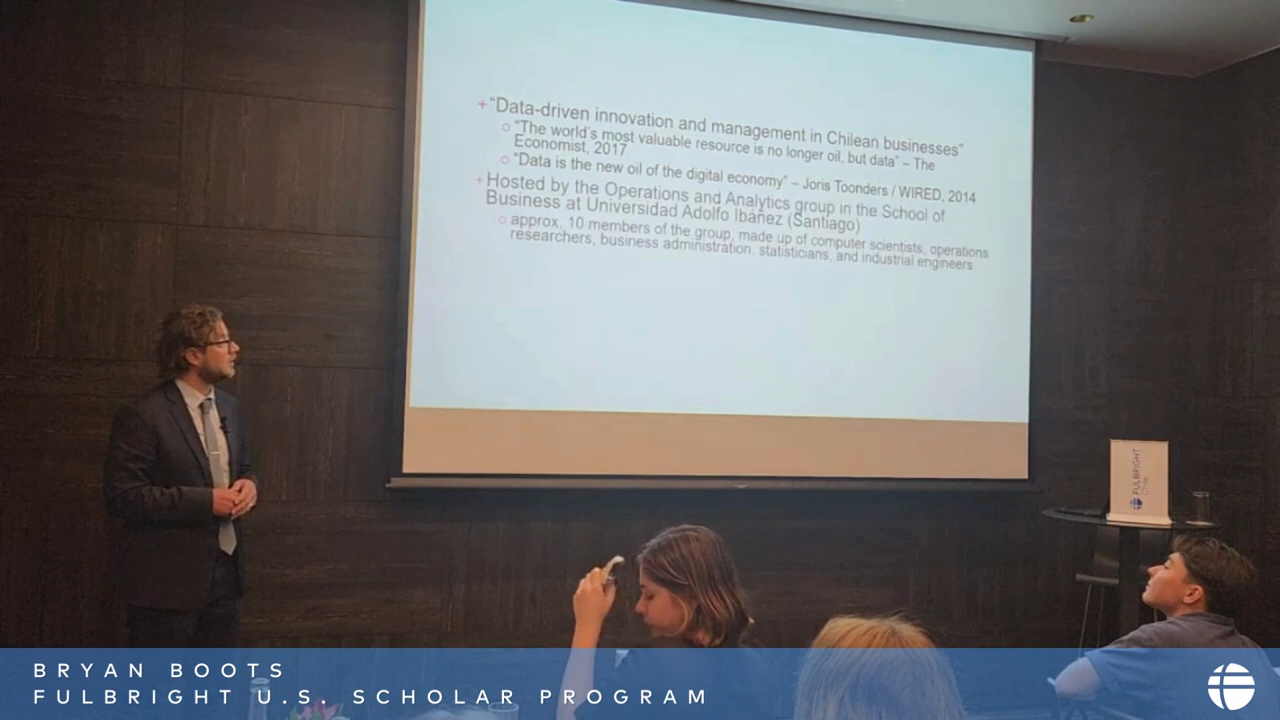 + "Data-driven innovation and management in Chilean businesses"
o "The world's most valuable resource is no longer oil, but data" – The
Economist, 2017
o "Data is the new oil of the digital economy" – Joris Toonders / WIRED, 2014
+ Hosted by the Operations and Analytics group in the School of
Business at Universidad Adolfo Ibáñez (Santiago)
o approx. 10 members of the group, made up of computer scientists, operations
researchers, business administration, statisticians, and industrial engineers
FULBRIGHT
Chile
BRYAN BOOTS
FULBRIGHT U.S. SCHOLAR PROGRAM